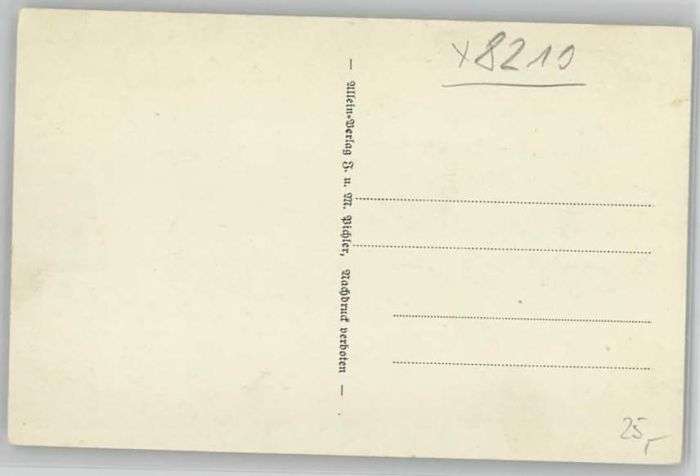 x8210
— Allein-Verlag J. u. M. Pichler, Nachdruck verboten —
25,-